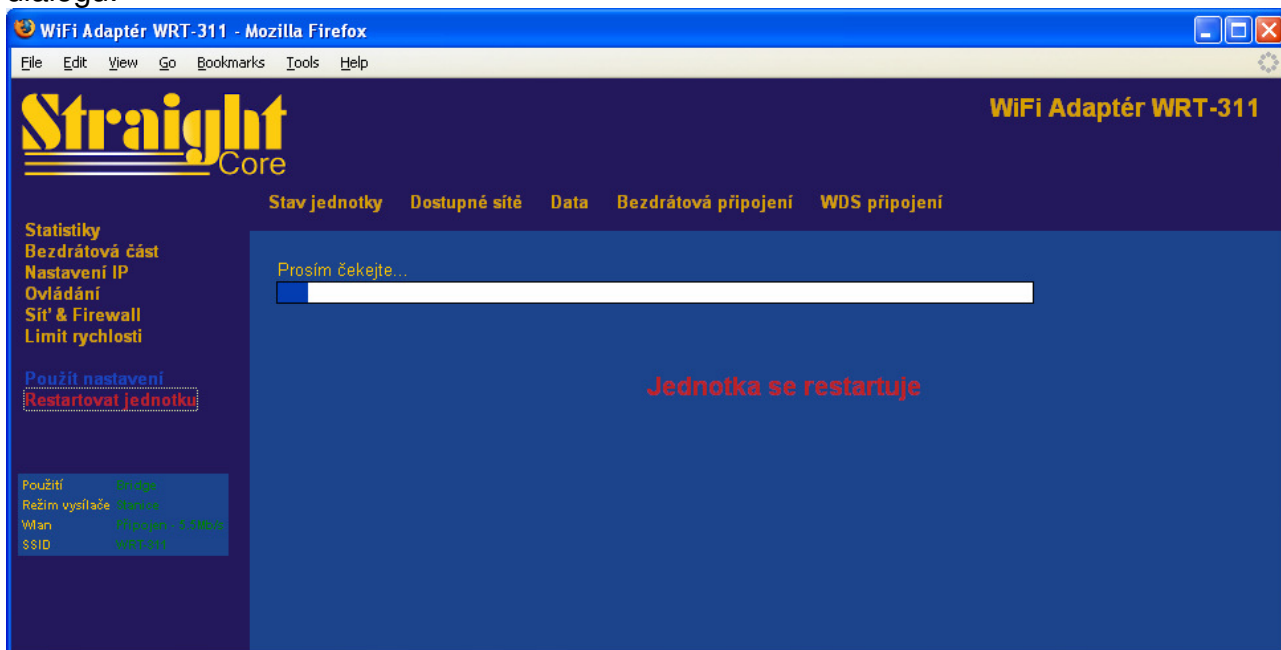 dialogu.
WiFi Adaptér WRT-311 - Mozilla Firefox
File Edit View Go Bookmarks Tools Help
Straight
Core
WiFi Adaptér WRT-311
Stav jednotky Dostupné sítě Data Bezdrátová připojení WDS připojení
Statistiky
Bezdrátová část
Nastavení IP
Ovládání
Síť' & Firewall
Limit rychlosti
Použít nastavení
Restartovat jednotku
Prosím čekejte...
Jednotka se restartuje
Použití Bridge
Režim vysílače Stanice
Wlan Připojen - 5.5Mb/s
SSID WRT-311